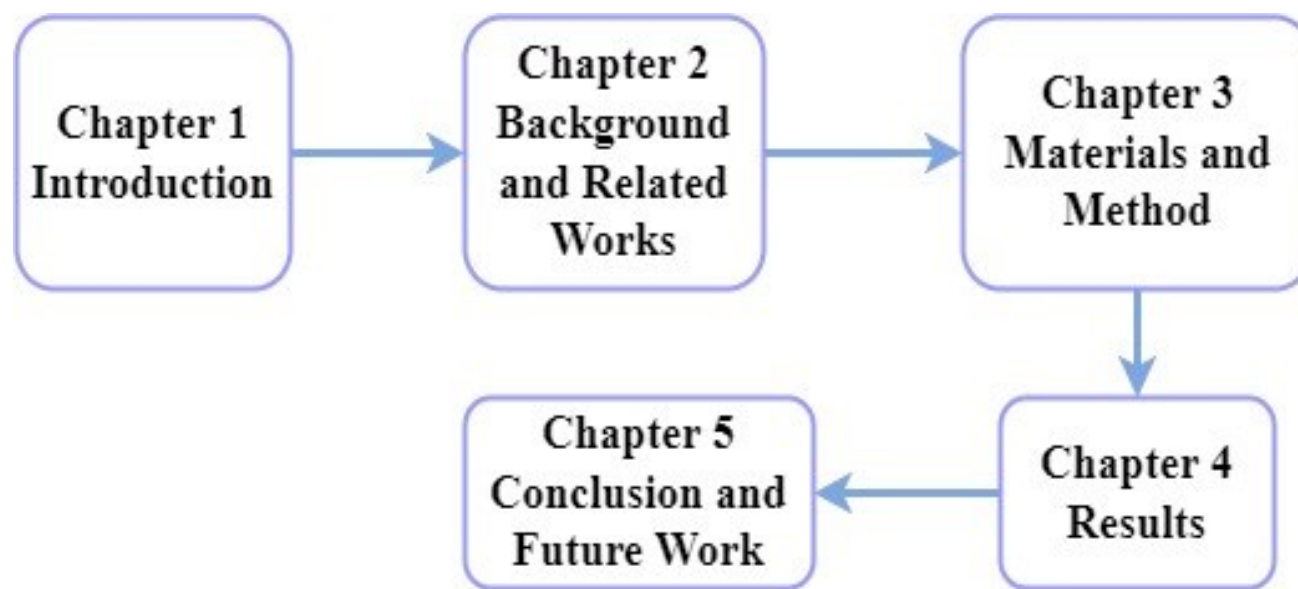 Chapter 1
Introduction
Chapter 2
Background
and Related
Works
Chapter 3
Materials and
Method
Chapter 4
Results
Chapter 5
Conclusion and
Future Work